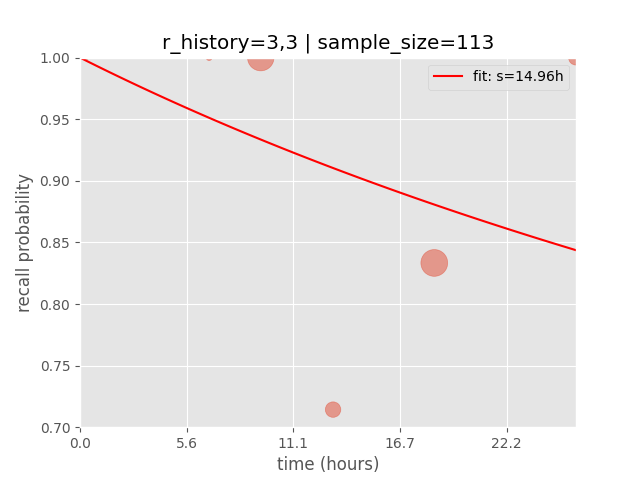 r_history=3,3 | sample_size=113
fit: s=14.96h
1.00
0.95
0.90
0.85
0.80
0.75
0.70
recall probability
0.0 5.6 11.1 16.7 22.2
time (hours)